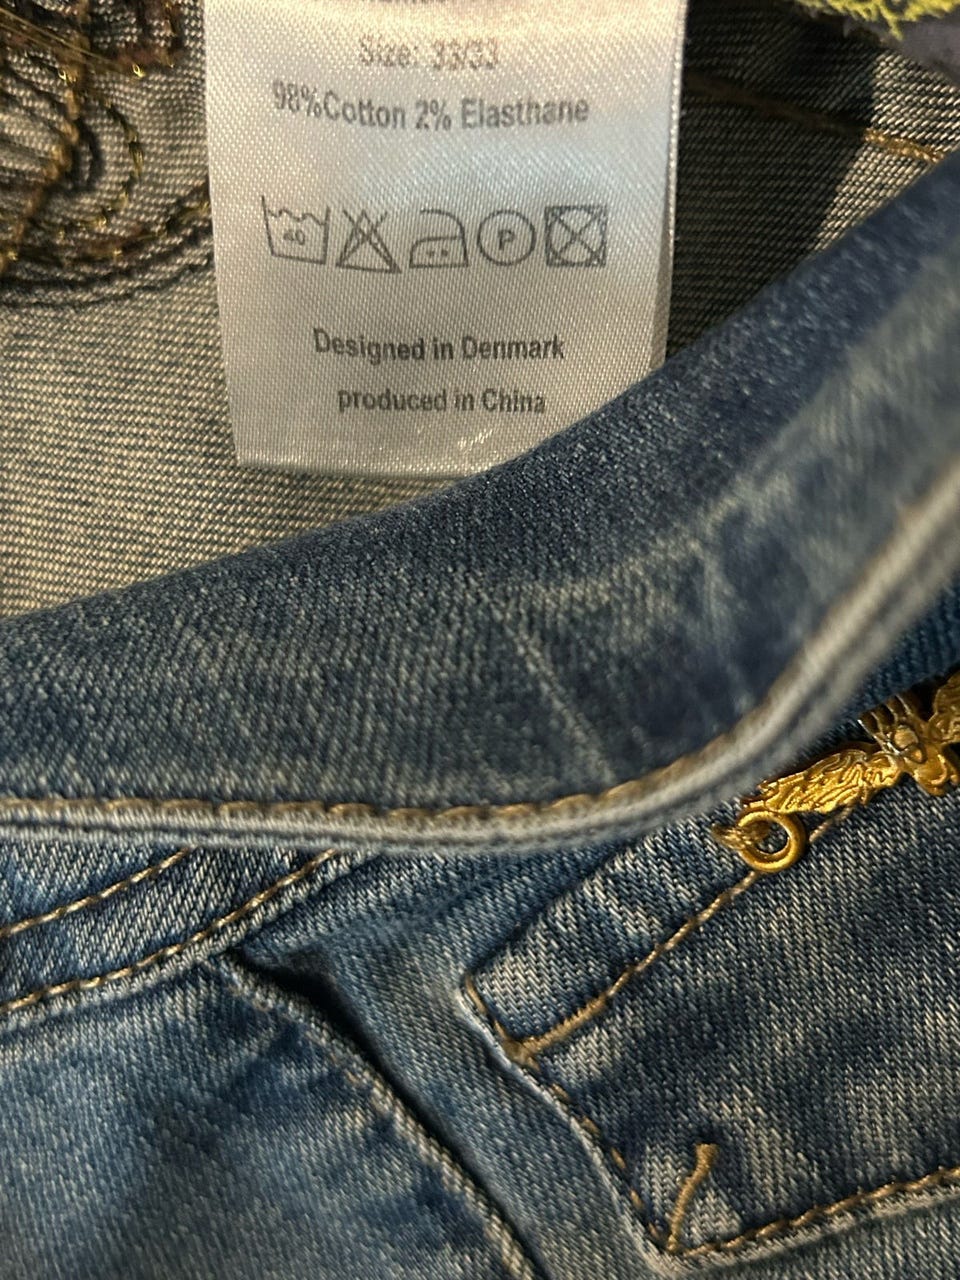 Size: 33/33
98%Cotton 2% Elasthane
40 P
Designed in Denmark
produced in China